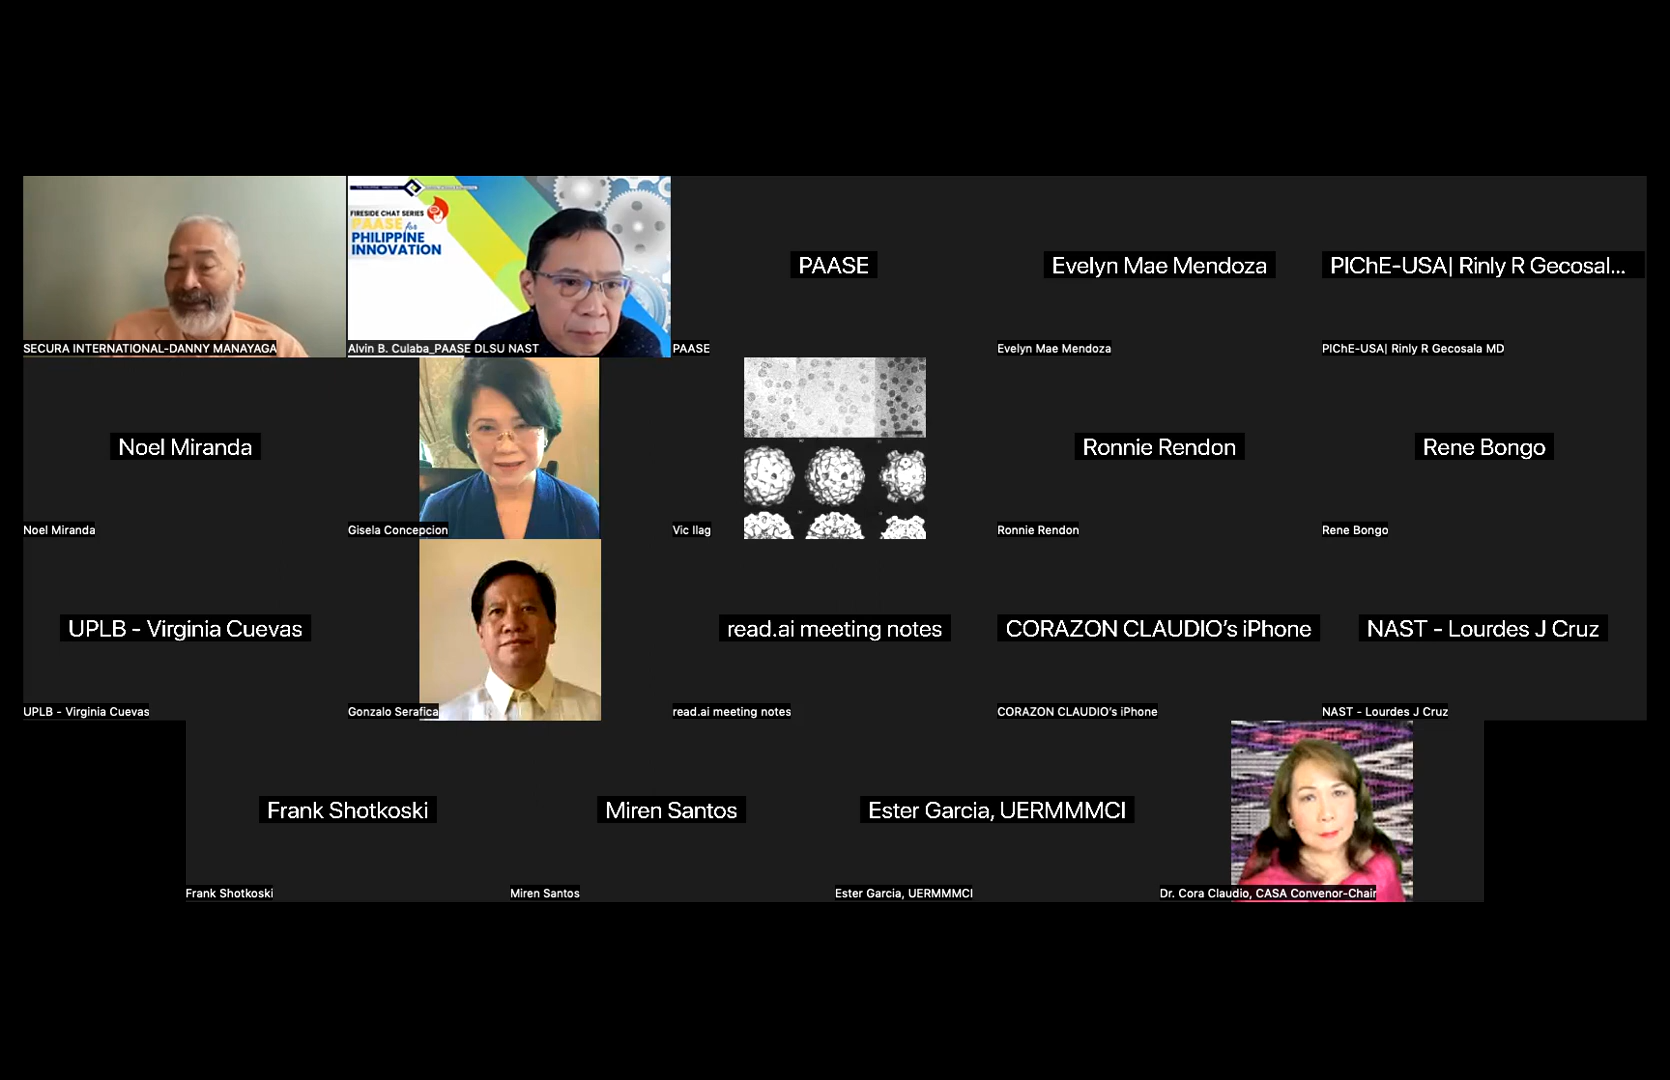 FIRESIDE CHAT SERIES
PAASE for
PHILIPPINE
INNOVATION
SECURA INTERNATIONAL-DANNY MANAYAGA
Alvin B. Culaba_PAASE DLSU NAST
PAASE
PAASE
Evelyn Mae Mendoza
Evelyn Mae Mendoza
PIChE-USA| Rinly R Gecosal...
PIChE-USA| Rinly R Gecosala MD
Noel Miranda
Noel Miranda
Gisela Concepcion
Vic Ilag
Ronnie Rendon
Ronnie Rendon
Rene Bongo
Rene Bongo
UPLB - Virginia Cuevas
UPLB - Virginia Cuevas
Gonzalo Serafica
read.ai meeting notes
read.ai meeting notes
CORAZON CLAUDIO’s iPhone
CORAZON CLAUDIO’s iPhone
NAST - Lourdes J Cruz
NAST - Lourdes J Cruz
Frank Shotkoski
Frank Shotkoski
Miren Santos
Miren Santos
Ester Garcia, UERMMMCI
Ester Garcia, UERMMMCI
Dr. Cora Claudio, CASA Convenor-Chair